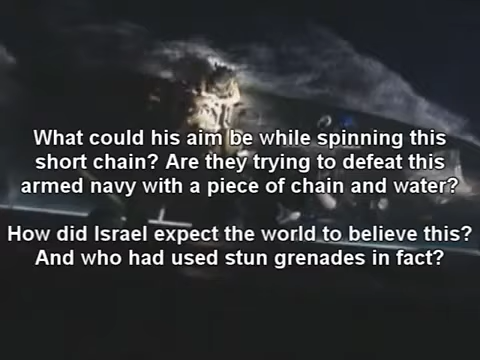 What could his aim be while spinning this
short chain? Are they trying to defeat this
armed navy with a piece of chain and water?
How did Israel expect the world to believe this?
And who had used stun grenades in fact?